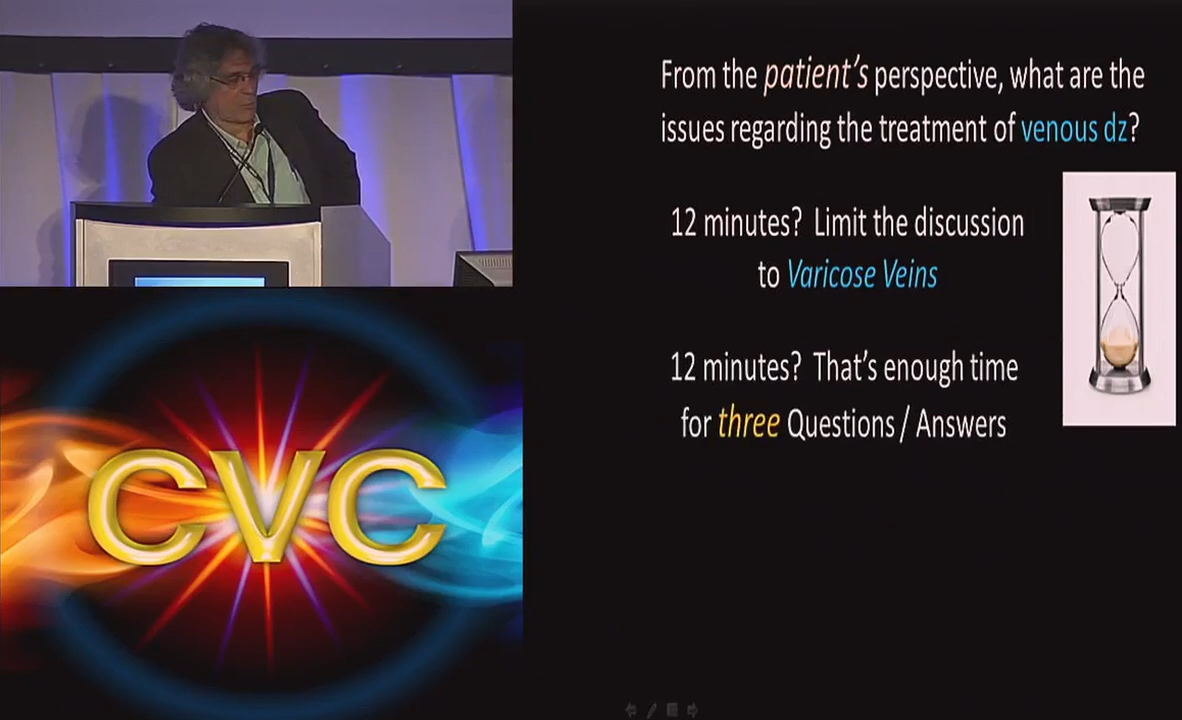 From the patient's perspective, what are the
issues regarding the treatment of venous dz?
12 minutes? Limit the discussion
to Varicose Veins
12 minutes? That's enough time
for three Questions / Answers
CVC